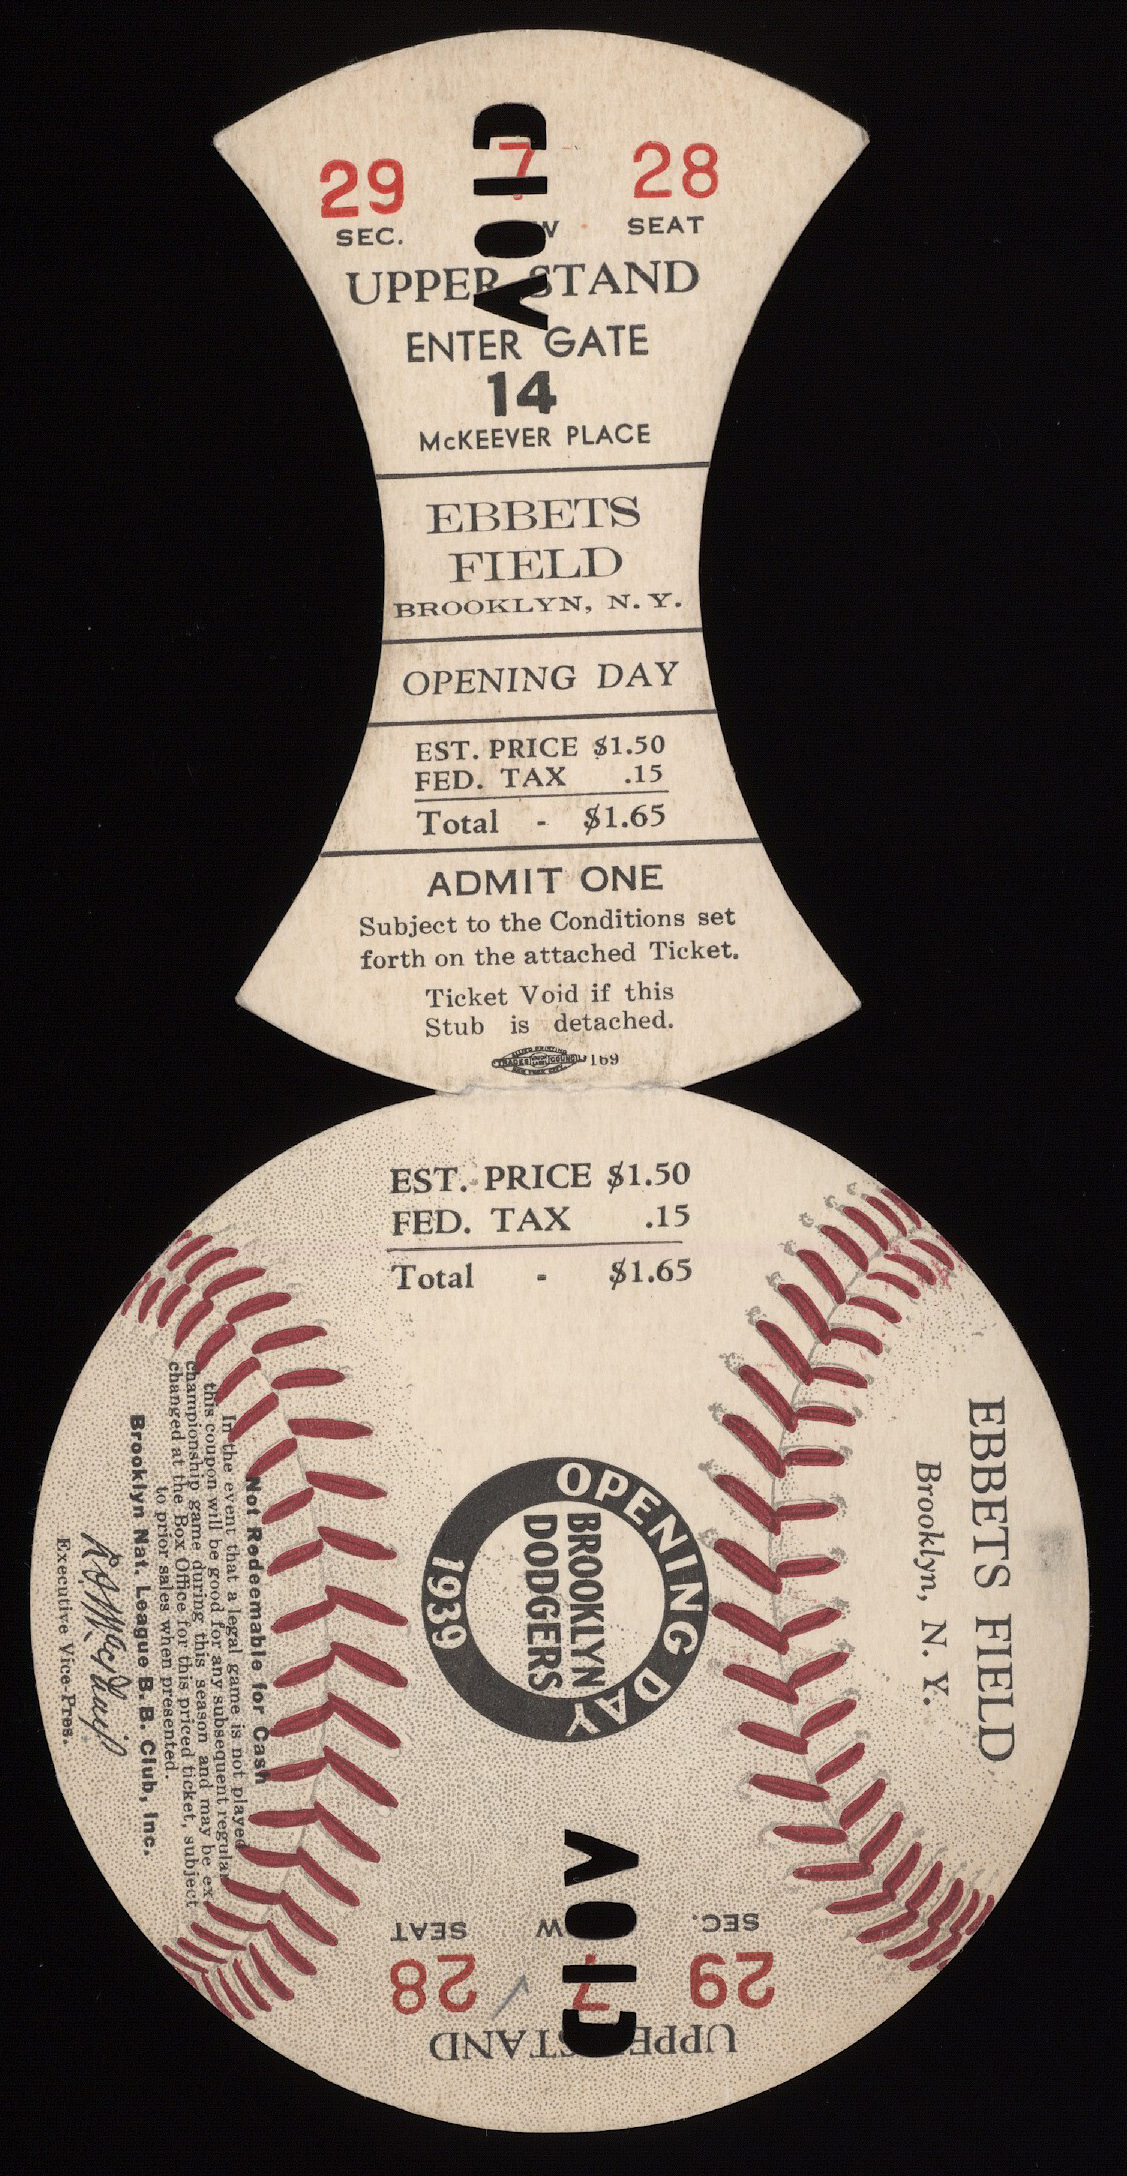 29 7 28
SEC. W SEAT
VOID
UPPER STAND
ENTER GATE
14
McKEEVER PLACE
EBBETS
FIELD
BROOKLYN, N. Y.
OPENING DAY
EST. PRICE $1.50
FED. TAX .15
Total - $1.65
ADMIT ONE
Subject to the Conditions set
forth on the attached Ticket.
Ticket Void if this
Stub is detached.
169
EST. PRICE $1.50
FED. TAX .15
Total - $1.65
EBBETS FIELD
Brooklyn, N. Y.
OPENING DAY
BROOKLYN
DODGERS
1939
Not Redeemable for Cash
In the event that a legal game is not played
this coupon will be good for any subsequent regular
championship game during this season and may be ex-
changed at the Box Office for this priced ticket, subject
to prior sales when presented.
Brooklyn Nat. League B. B. Club, Inc.
Executive Vice-Pres.
UPPE STAND
29 7 28
SEC. W SEAT
VOID